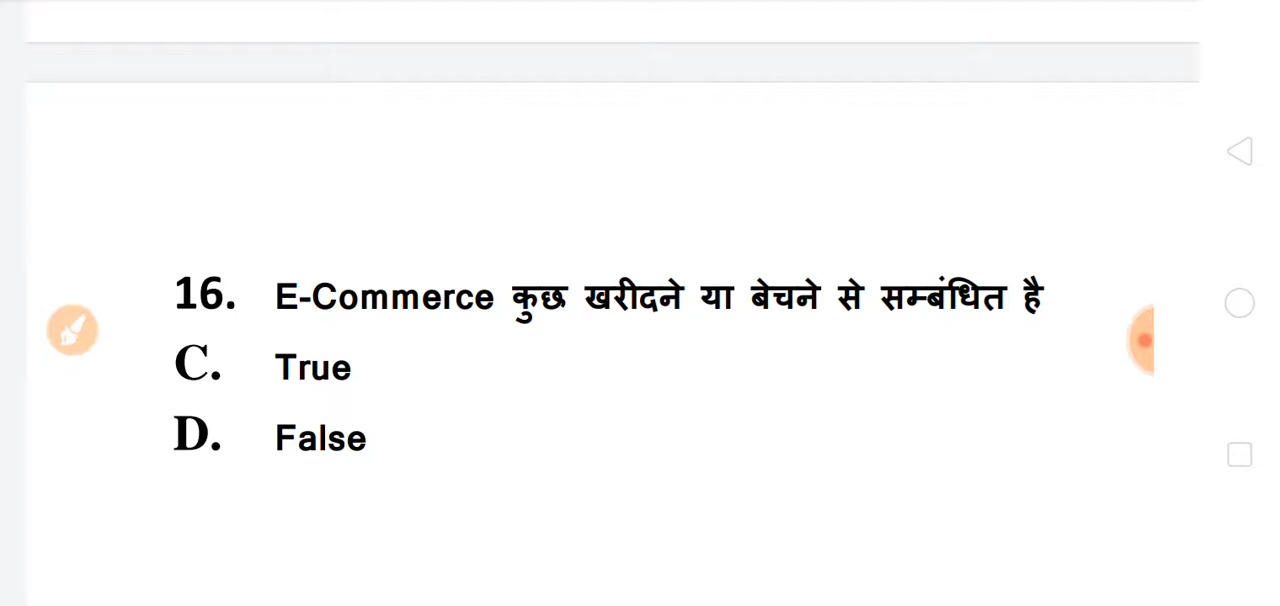 16. E-Commerce कुछ खरीदने या बेचने से सम्बंधित है
C. True
D. False